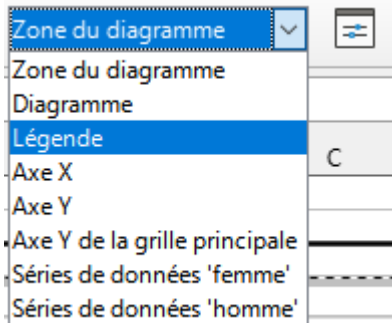 Zone du diagramme
Zone du diagramme
Diagramme
Légende
C
Axe X
Axe Y
Axe Y de la grille principale
Séries de données 'femme'
Séries de données 'homme'